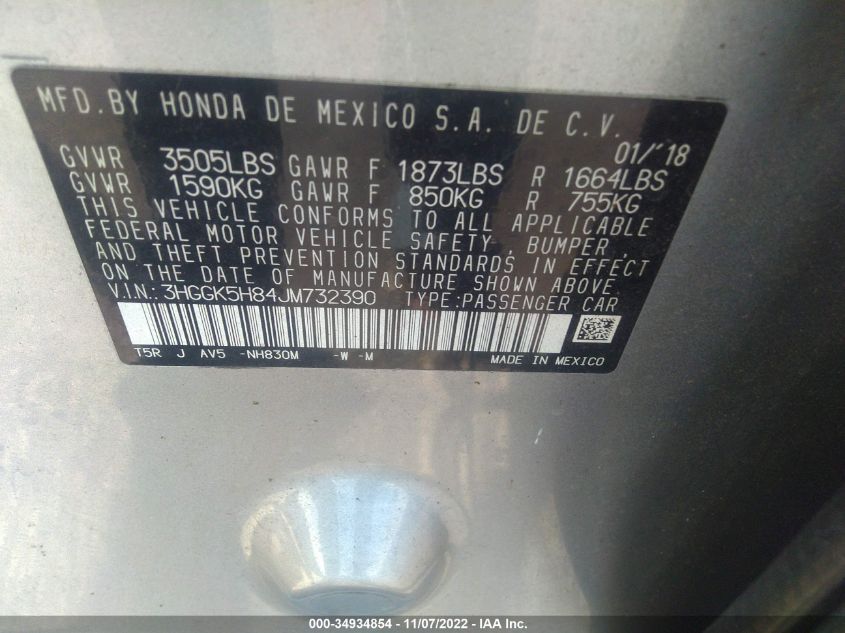 MFD. BY HONDA DE MEXICO S.A. DE C.V.
01/'18
GVWR 3505LBS GAWR F 1873LBS R 1664LBS
GVWR 1590KG GAWR F 850KG R 755KG
THIS VEHICLE CONFORMS TO ALL APPLICABLE
FEDERAL MOTOR VEHICLE SAFETY, BUMPER,
AND THEFT PREVENTION STANDARDS IN EFFECT
ON THE DATE OF MANUFACTURE SHOWN ABOVE.
V.I.N.: 3HGGK5H84JM732390 TYPE:PASSENGER CAR
T5R J AV5 -NH830M -W -M
MADE IN MEXICO
000-34934854 — 11/07/2022 — IAA Inc.